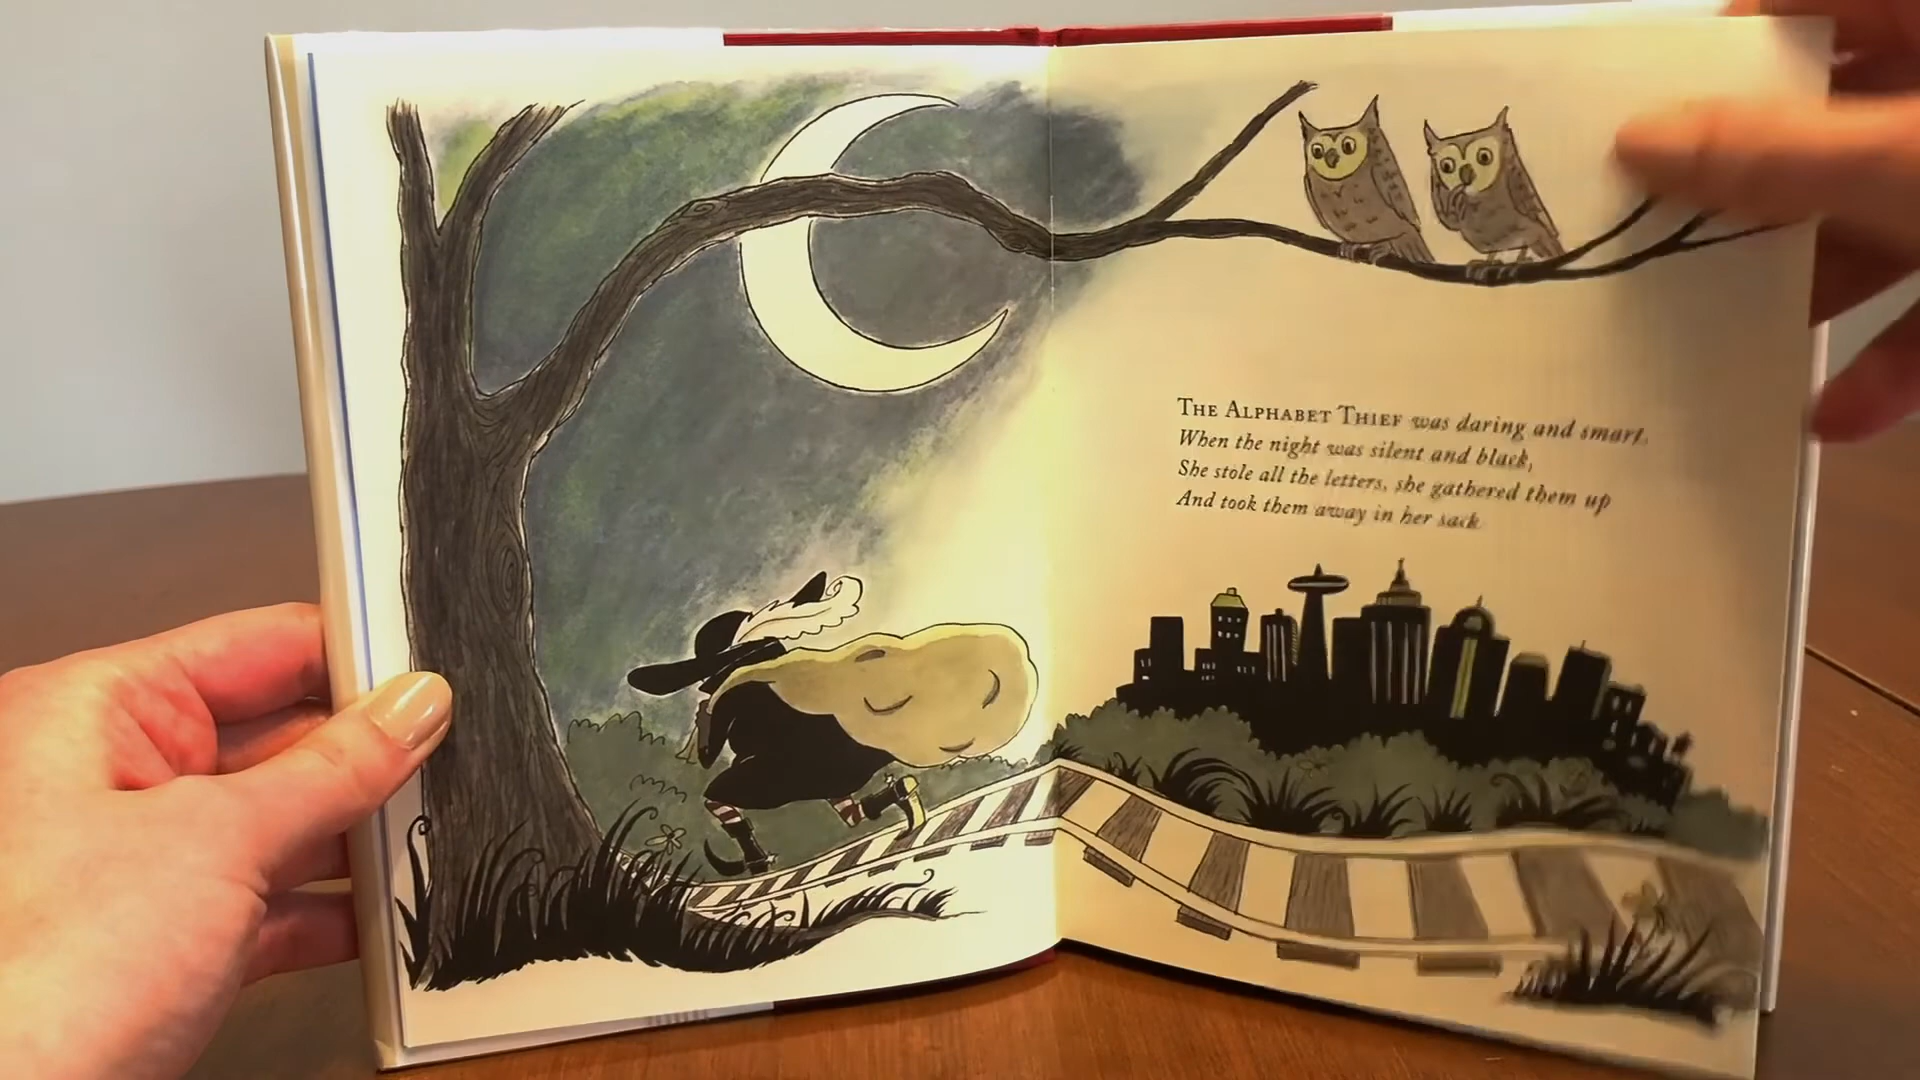 THE ALPHABET THIEF was daring and smart.
When the night was silent and black,
She stole all the letters, she gathered them up
And took them away in her sack.